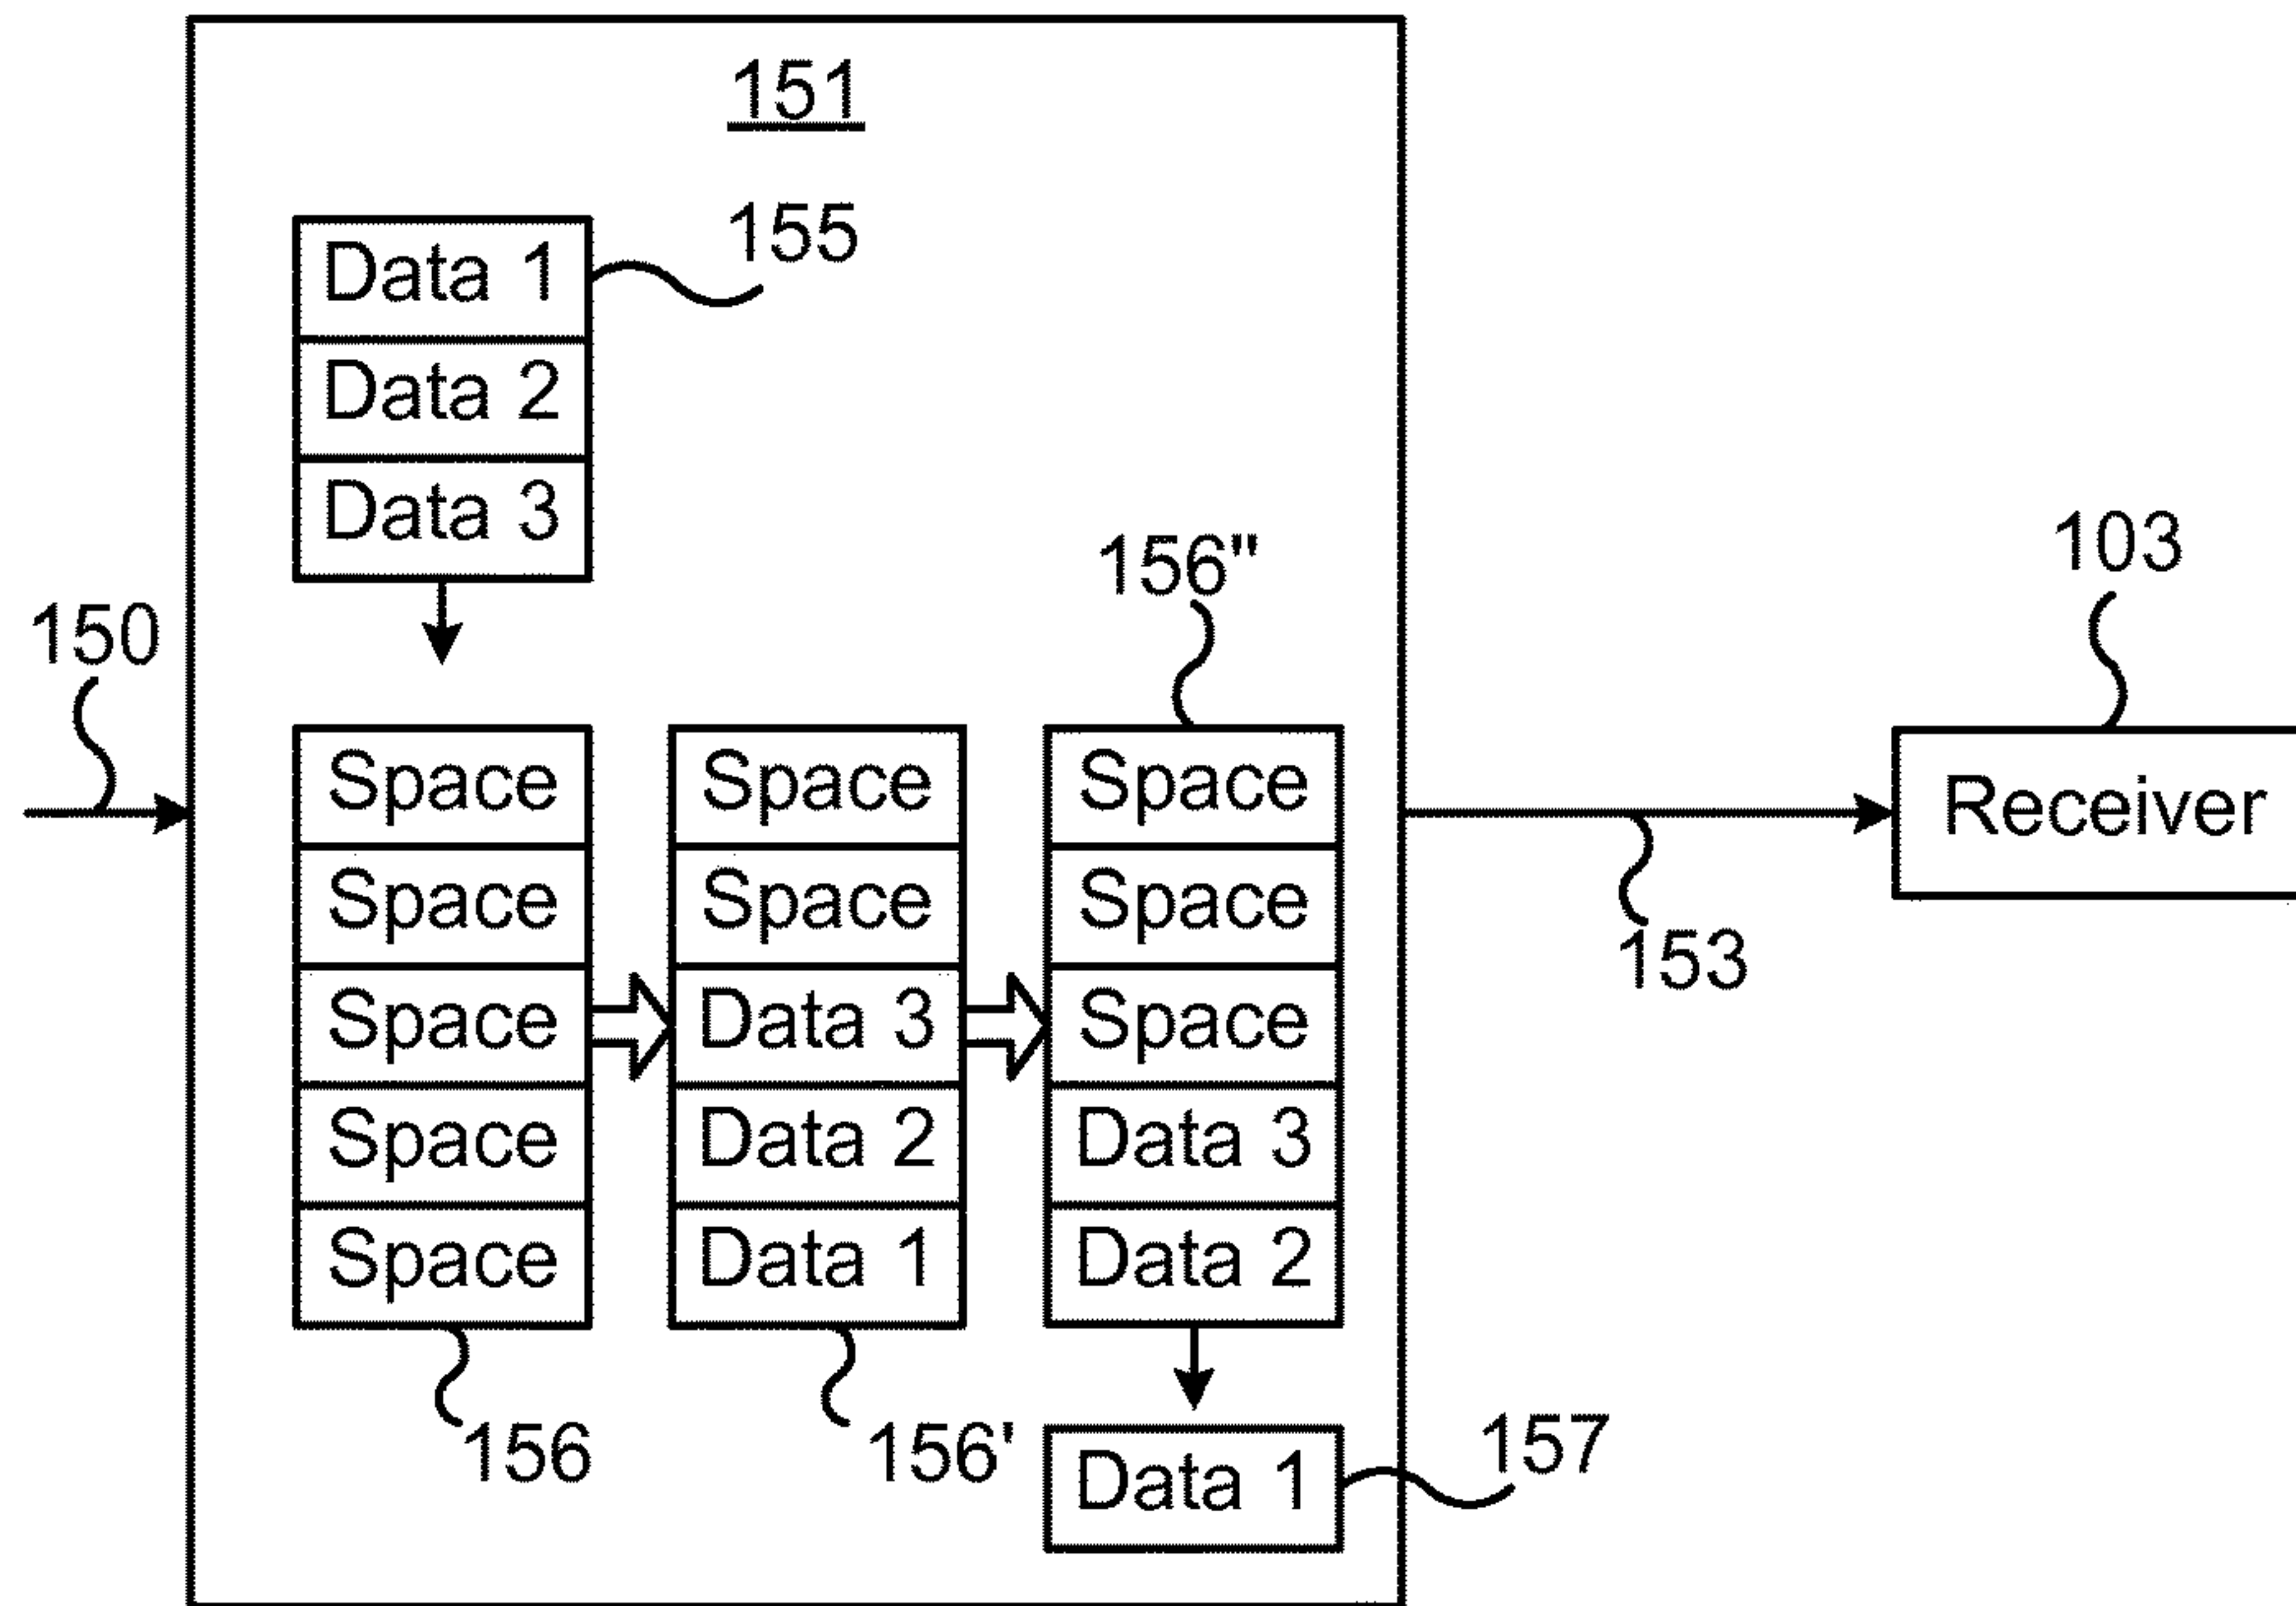 151
155
Data 1
Data 2
Data 3
150
156"
103
Space
Space
Space
Space
Space
Space
Space
Data 3
Data 2
Data 1
Space
Space
Space
Data 3
Data 2
Receiver
153
156
156'
157
Data 1